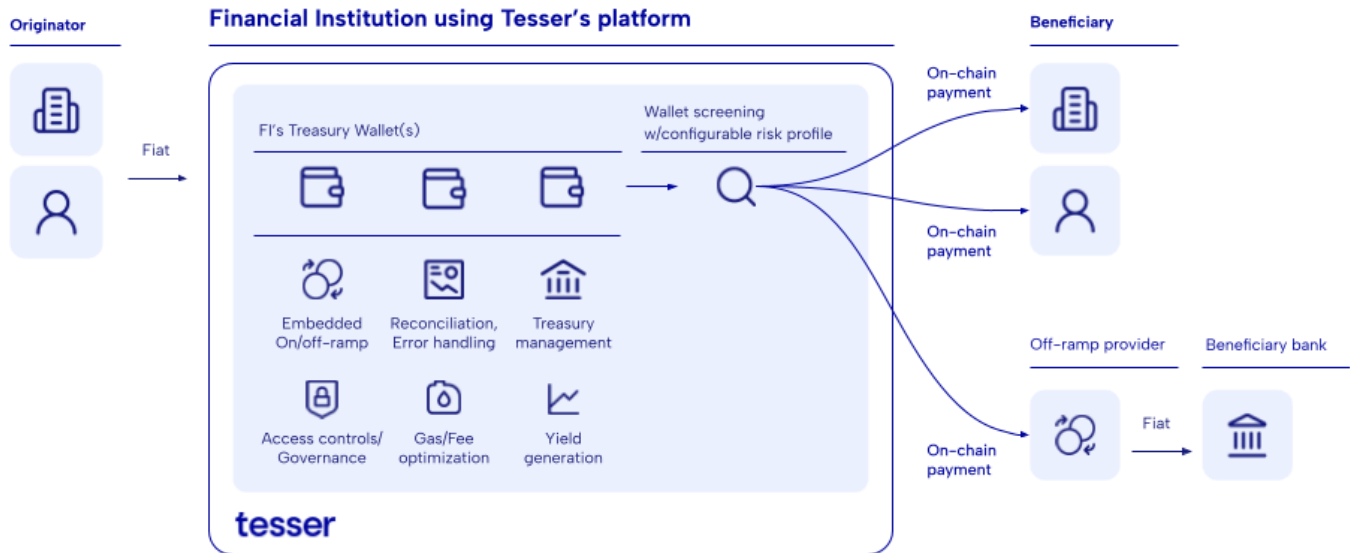 Originator
Financial Institution using Tesser's platform
Beneficiary
Fiat
FI's Treasury Wallet(s)
Wallet screening
w/configurable risk profile
On-chain
payment
On-chain
payment
Embedded
On/off-ramp
Reconciliation,
Error handling
Treasury
management
Access controls/
Governance
Gas/Fee
optimization
Yield
generation
Off-ramp provider
Beneficiary bank
On-chain
payment
Fiat
tesser